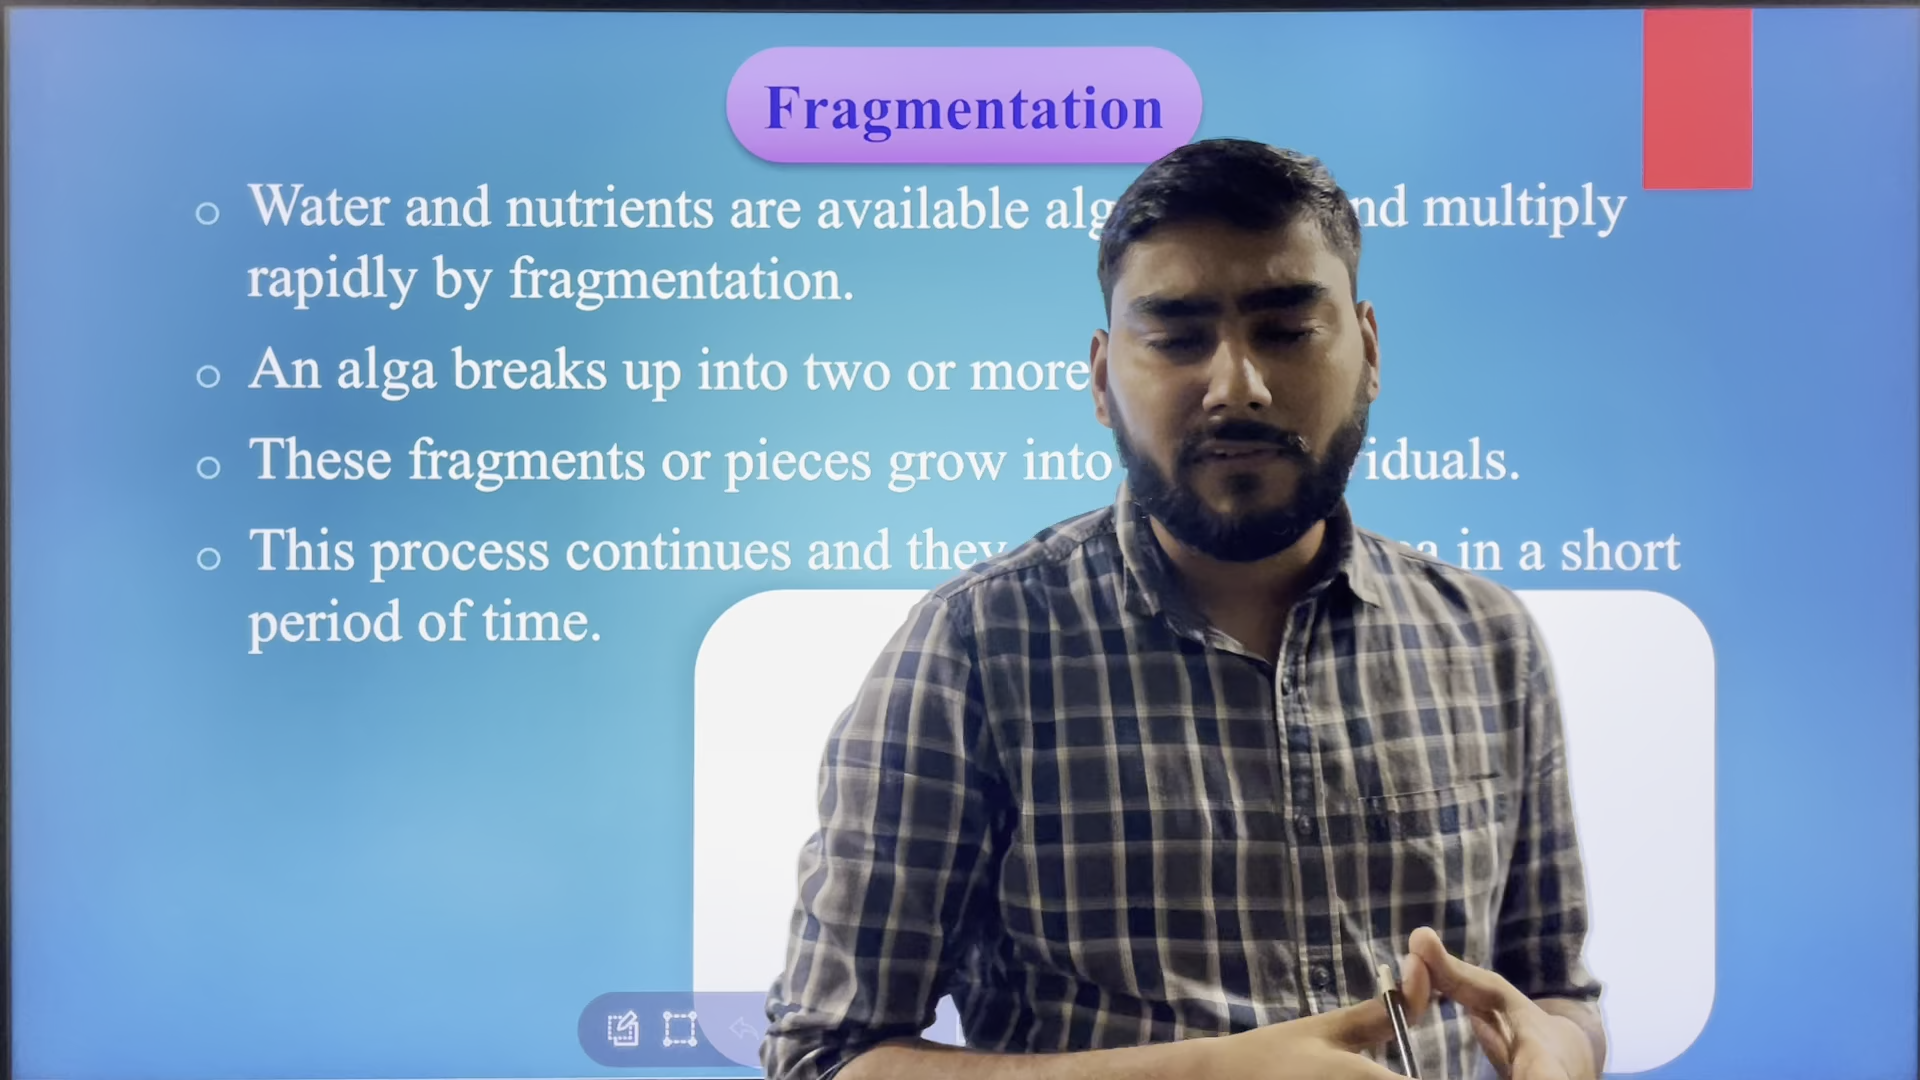 Fragmentation
Water and nutrients are available nd multiply
rapidly by fragmentation.
An alga breaks up into two or more
These fragments or pieces grow into iduals.
This process continues and they in a short
period of time.